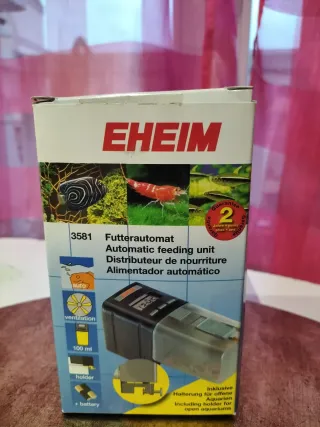 EHEIM
2
3581 Futterautomat
Automatic feeding unit
Distributeur de nourriture
Alimentador automático
ventilation
100 ml
holder
+ battery
Inklusive
Halterung für offene
Aquarien
Including holder for
open aquariums